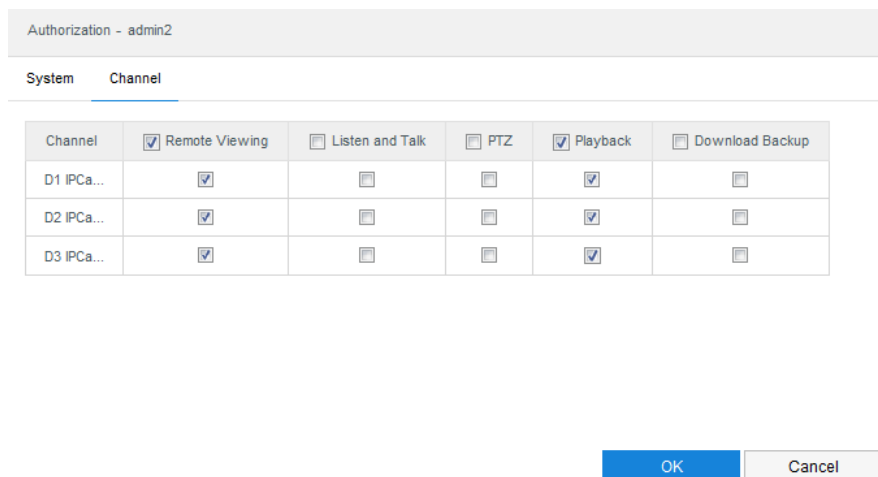 Authorization - admin2
System Channel
Channel Remote Viewing Listen and Talk PTZ Playback Download Backup
D1 IPCa...
D2 IPCa...
D3 IPCa...
OK Cancel